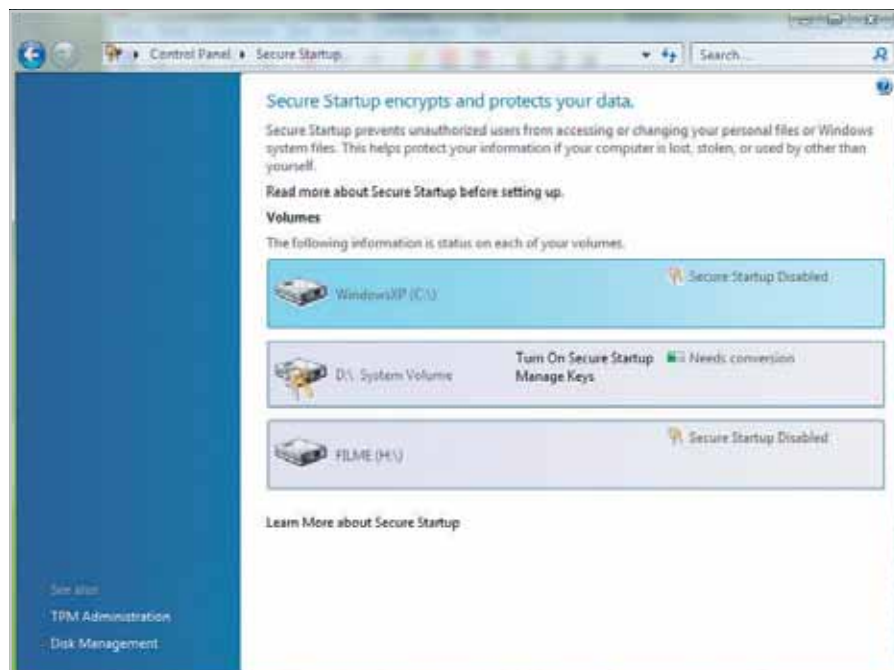 Control Panel Secure Startup
Search...
Secure Startup encrypts and protects your data.
Secure Startup prevents unauthorized users from accessing or changing your personal files or Windows
system files. This helps protect your information if your computer is lost, stolen, or used by other than
yourself.
Read more about Secure Startup before setting up.
Volumes
The following information is status on each of your volumes.
WindowsXP (C:\)
Secure Startup Disabled
D:\ System Volume
Turn On Secure Startup
Manage Keys
Needs conversion
FILME (H:\)
Secure Startup Disabled
Learn More about Secure Startup
See also
TPM Administration
Disk Management